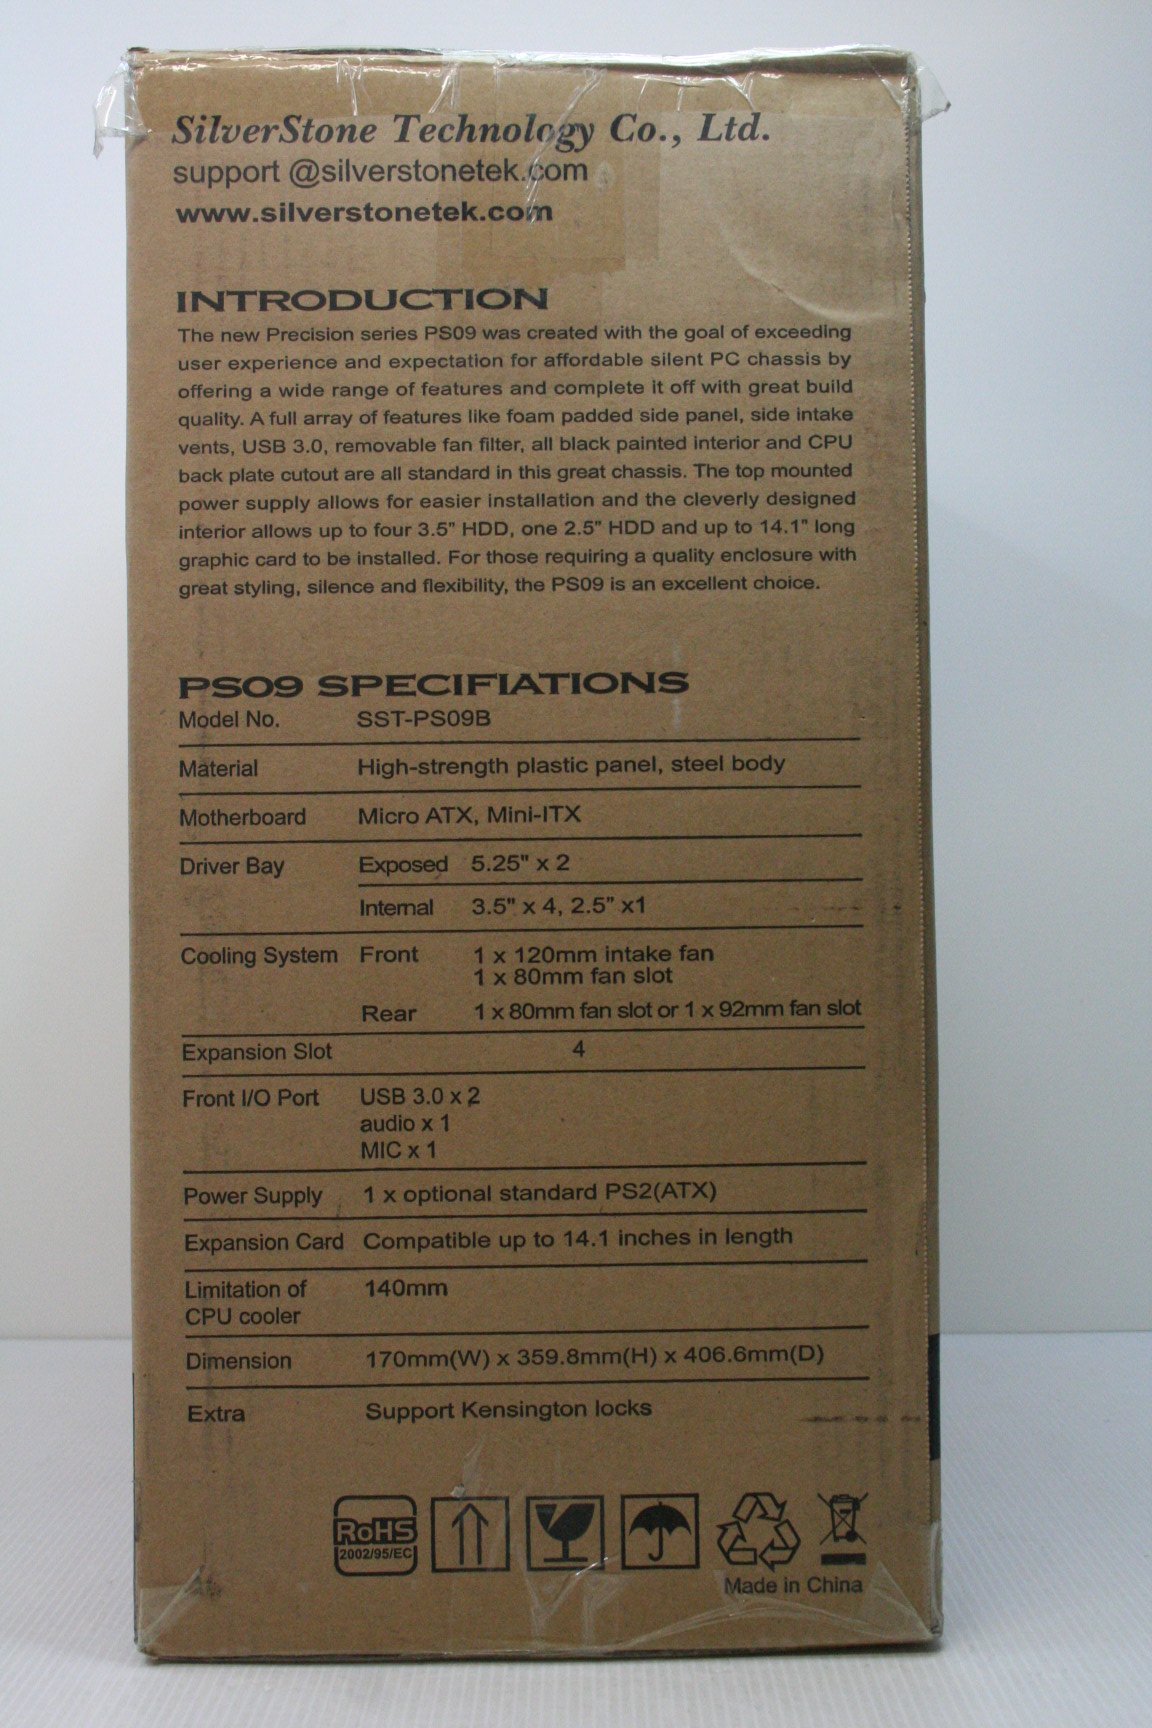 SilverStone Technology Co., Ltd.
support @silverstonetek.com
www.silverstonetek.com
INTRODUCTION
The new Precision series PS09 was created with the goal of exceeding
user experience and expectation for affordable silent PC chassis by
offering a wide range of features and complete it off with great build
quality. A full array of features like foam padded side panel, side intake
vents, USB 3.0, removable fan filter, all black painted interior and CPU
back plate cutout are all standard in this great chassis. The top mounted
power supply allows for easier installation and the cleverly designed
interior allows up to four 3.5" HDD, one 2.5" HDD and up to 14.1" long
graphic card to be installed. For those requiring a quality enclosure with
great styling, silence and flexibility, the PS09 is an excellent choice.
PS09 SPECIFIATIONS
Model No. SST-PS09B
Material High-strength plastic panel, steel body
Motherboard Micro ATX, Mini-ITX
Driver Bay Exposed 5.25" x 2
Internal 3.5" x 4, 2.5" x1
Cooling System Front 1 x 120mm intake fan
1 x 80mm fan slot
Rear 1 x 80mm fan slot or 1 x 92mm fan slot
Expansion Slot 4
Front I/O Port USB 3.0 x 2
audio x 1
MIC x 1
Power Supply 1 x optional standard PS2(ATX)
Expansion Card Compatible up to 14.1 inches in length
Limitation of 140mm
CPU cooler
Dimension 170mm(W) x 359.8mm(H) x 406.6mm(D)
Extra Support Kensington locks
RoHS
2002/95/EC
Made in China